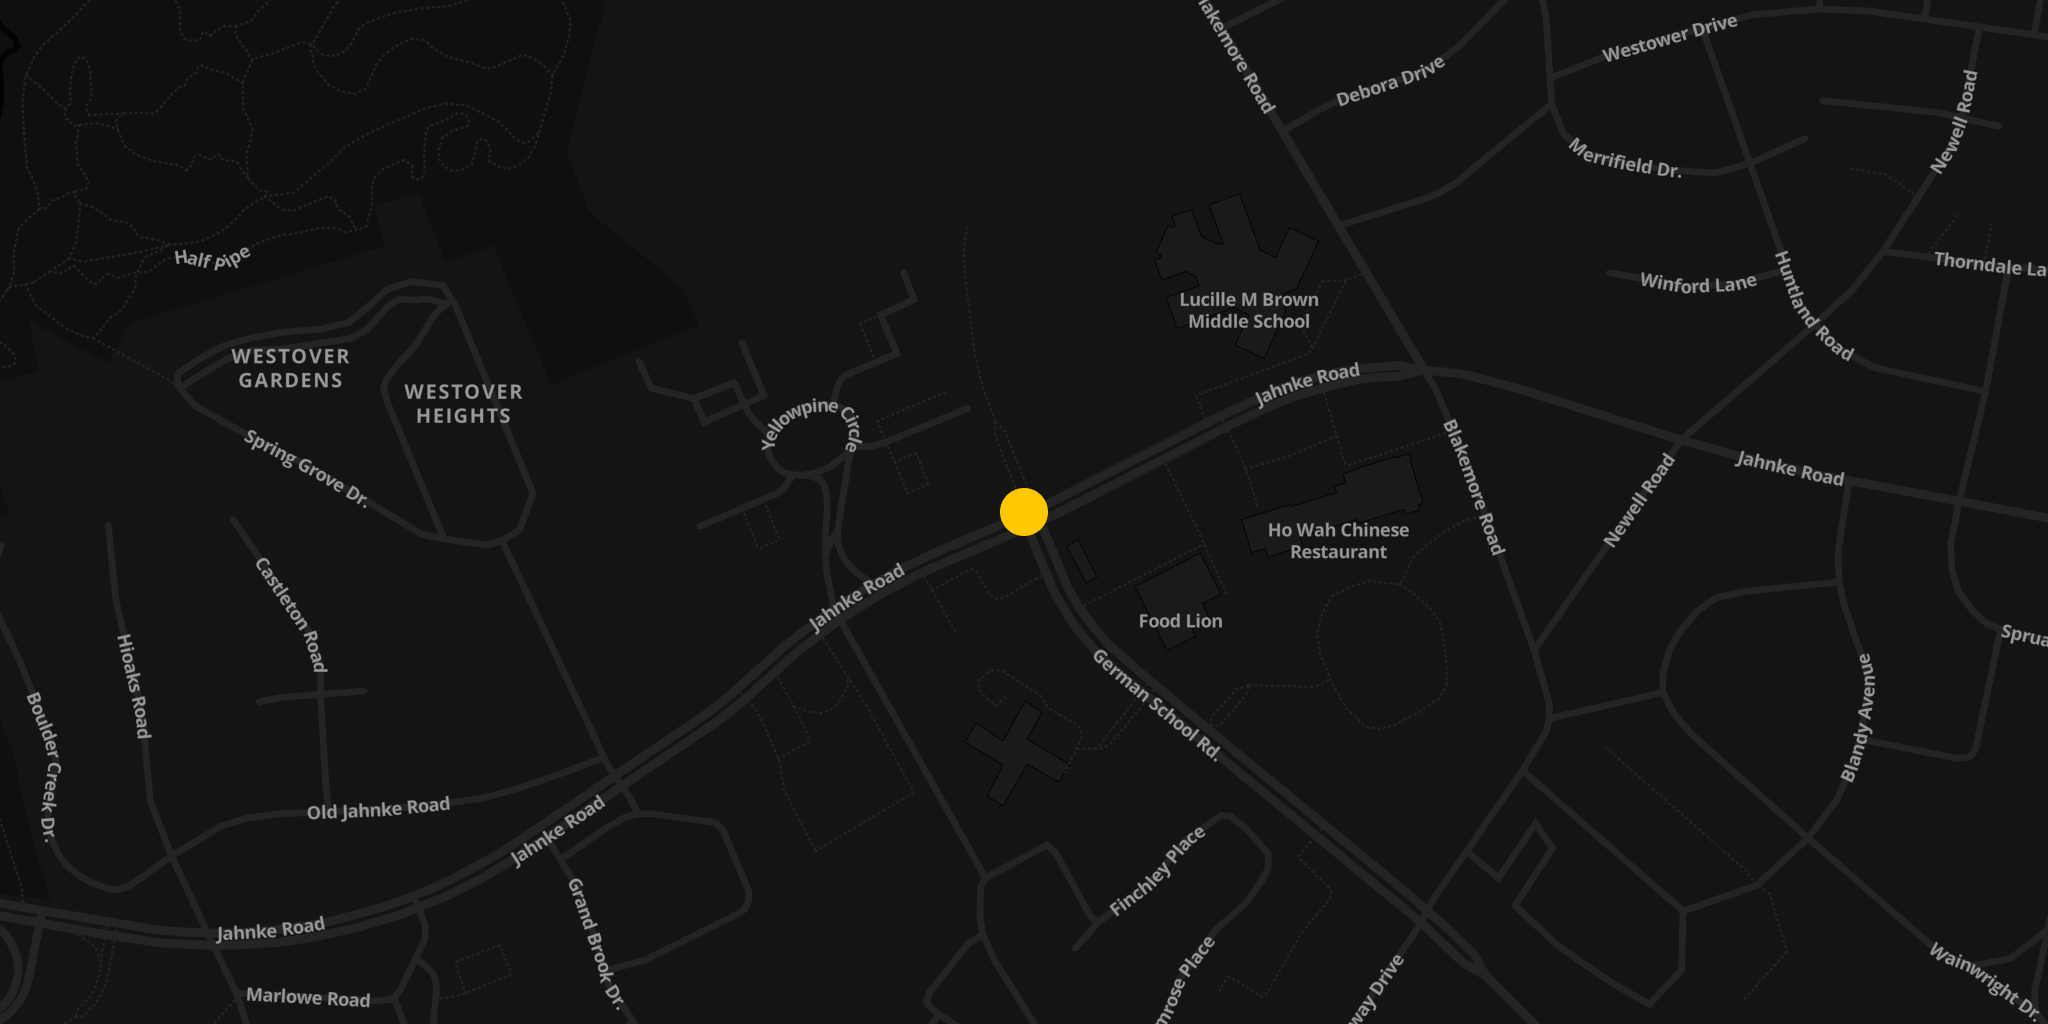 Westower Drive
Debora Drive
Newell Road
Merrifield Dr.
Half Pipe
Thorndale
Winford Lane
Huntland Road
Lucille M Brown
Middle School
WESTOVER
GARDENS
WESTOVER
HEIGHTS
Jahnke Road
Yellowpine Circle
Spring Grove Dr.
Blakemore Road
Jahnke Road
Newell Road
Ho Wah Chinese
Restaurant
Castleton Road
Jahnke Road
Food Lion
Hioaks Road
German School Rd.
Blandy Avenue
Boulder Creek Dr.
Old Jahnke Road
Jahnke Road
Finchley Place
Grand Brook Dr.
Jahnke Road
Place
Drive
Wainwright Dr.
Marlowe Road
Road